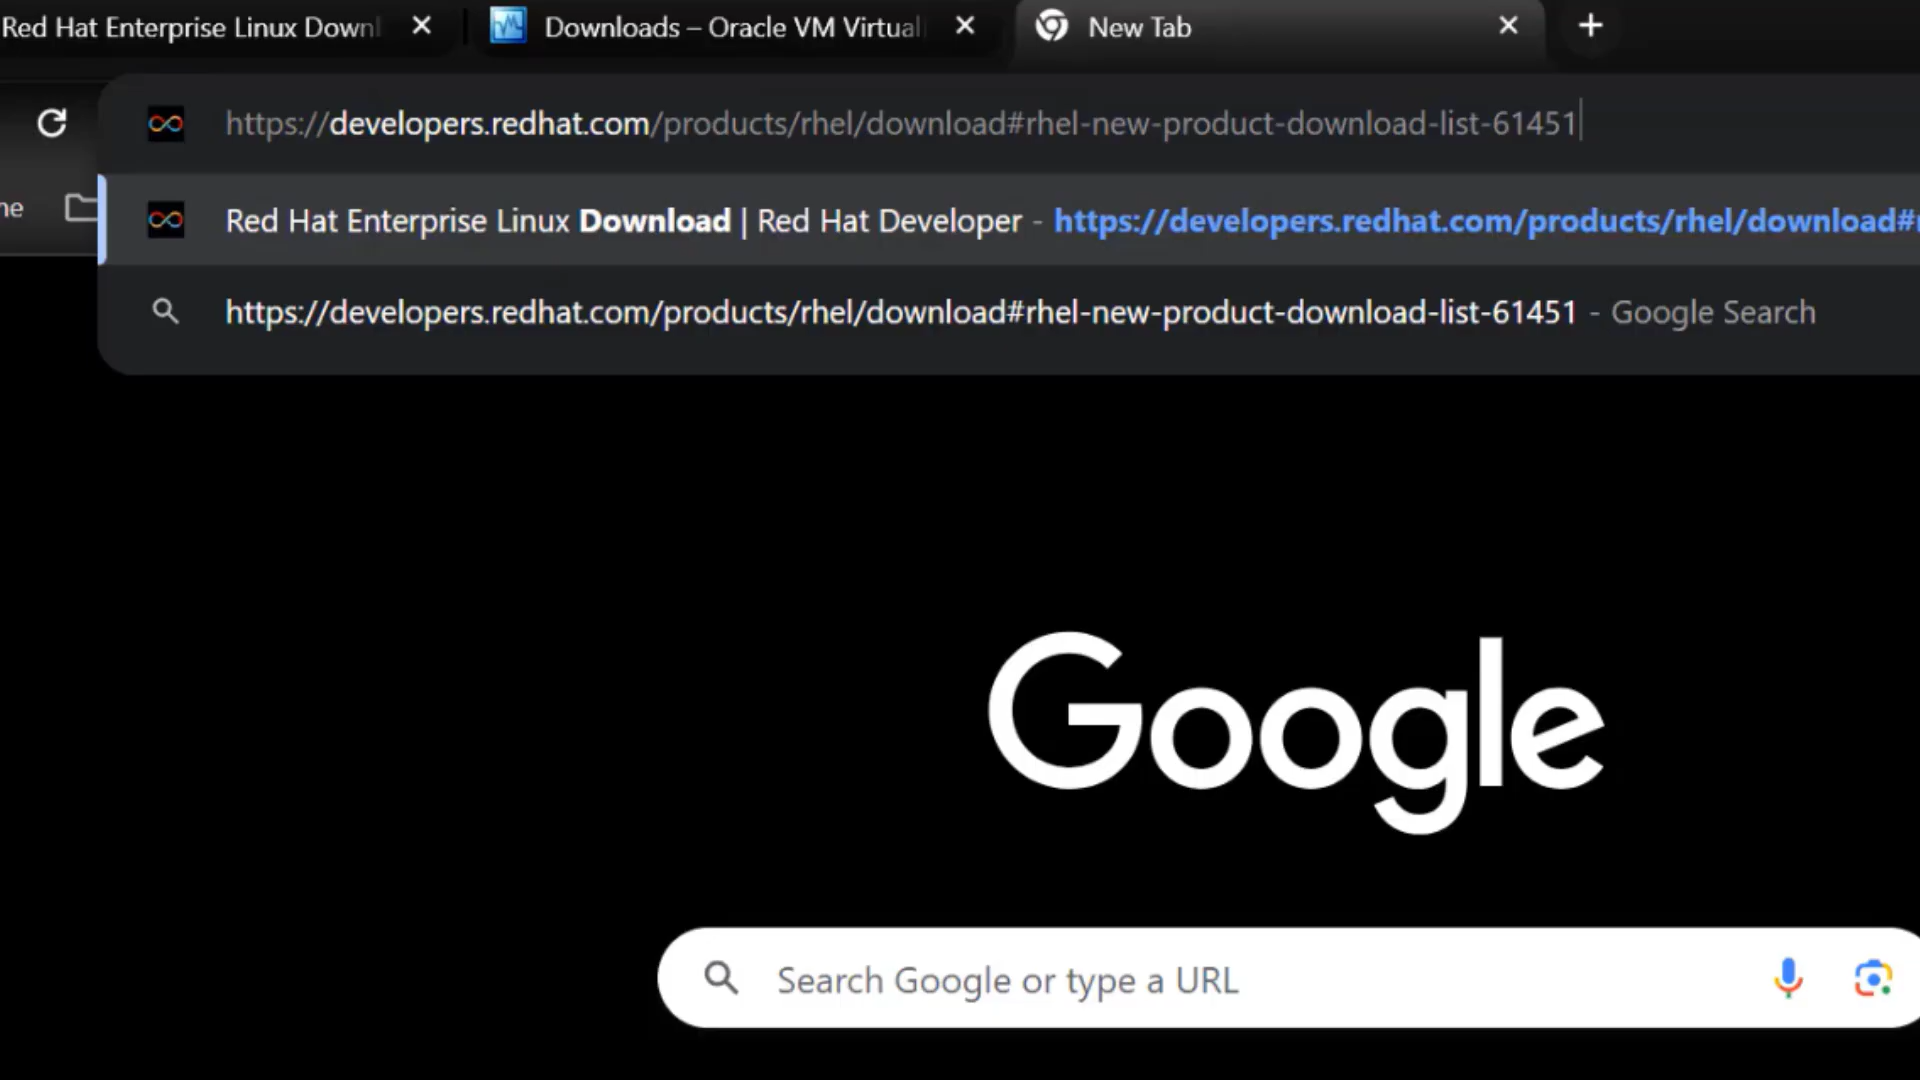 Red Hat Enterprise Linux Downl
Downloads – Oracle VM Virtual
New Tab
https://developers.redhat.com/products/rhel/download#rhel-new-product-download-list-61451
ne
Red Hat Enterprise Linux Download | Red Hat Developer - https://developers.redhat.com/products/rhel/download#r
https://developers.redhat.com/products/rhel/download#rhel-new-product-download-list-61451 - Google Search
Google
Search Google or type a URL